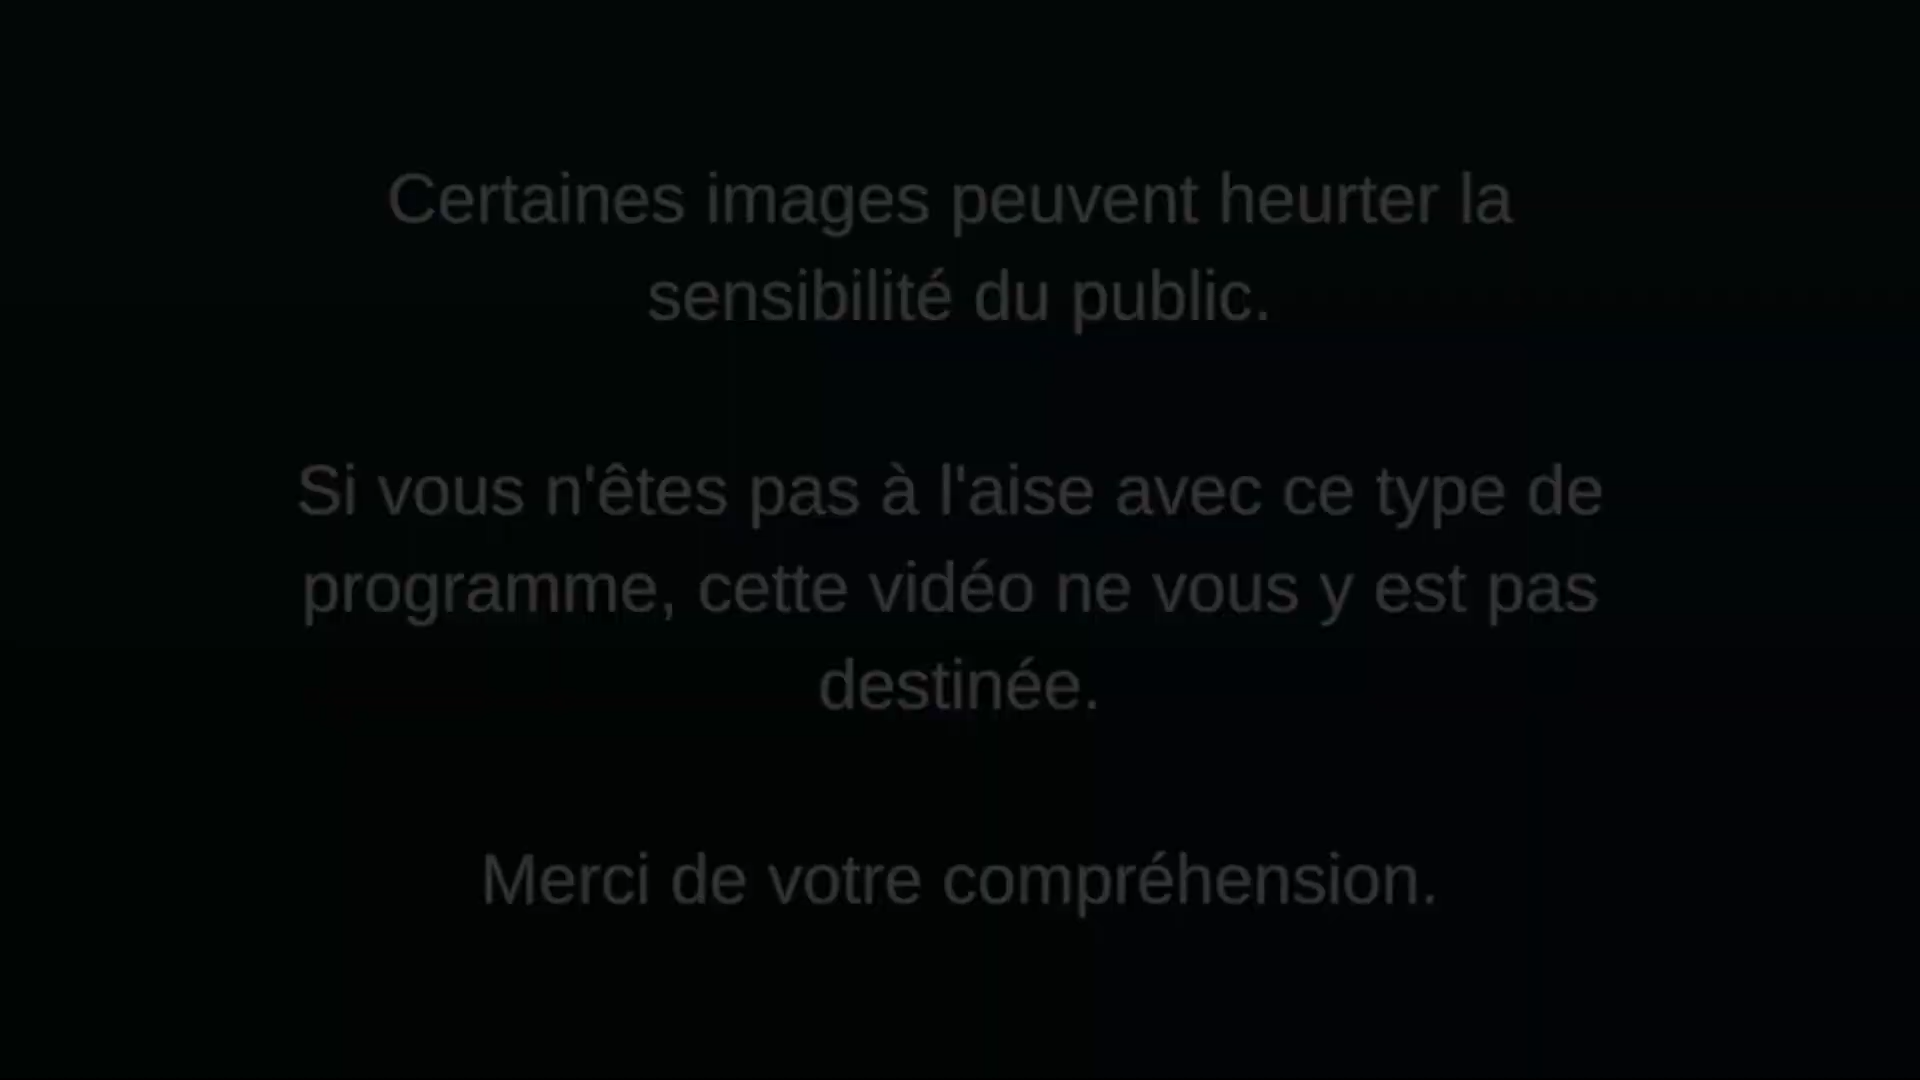 Certaines images peuvent heurter la
sensibilité du public.
Si vous n'êtes pas à l'aise avec ce type de
programme, cette vidéo ne vous y est pas
destinée.
Merci de votre compréhension.